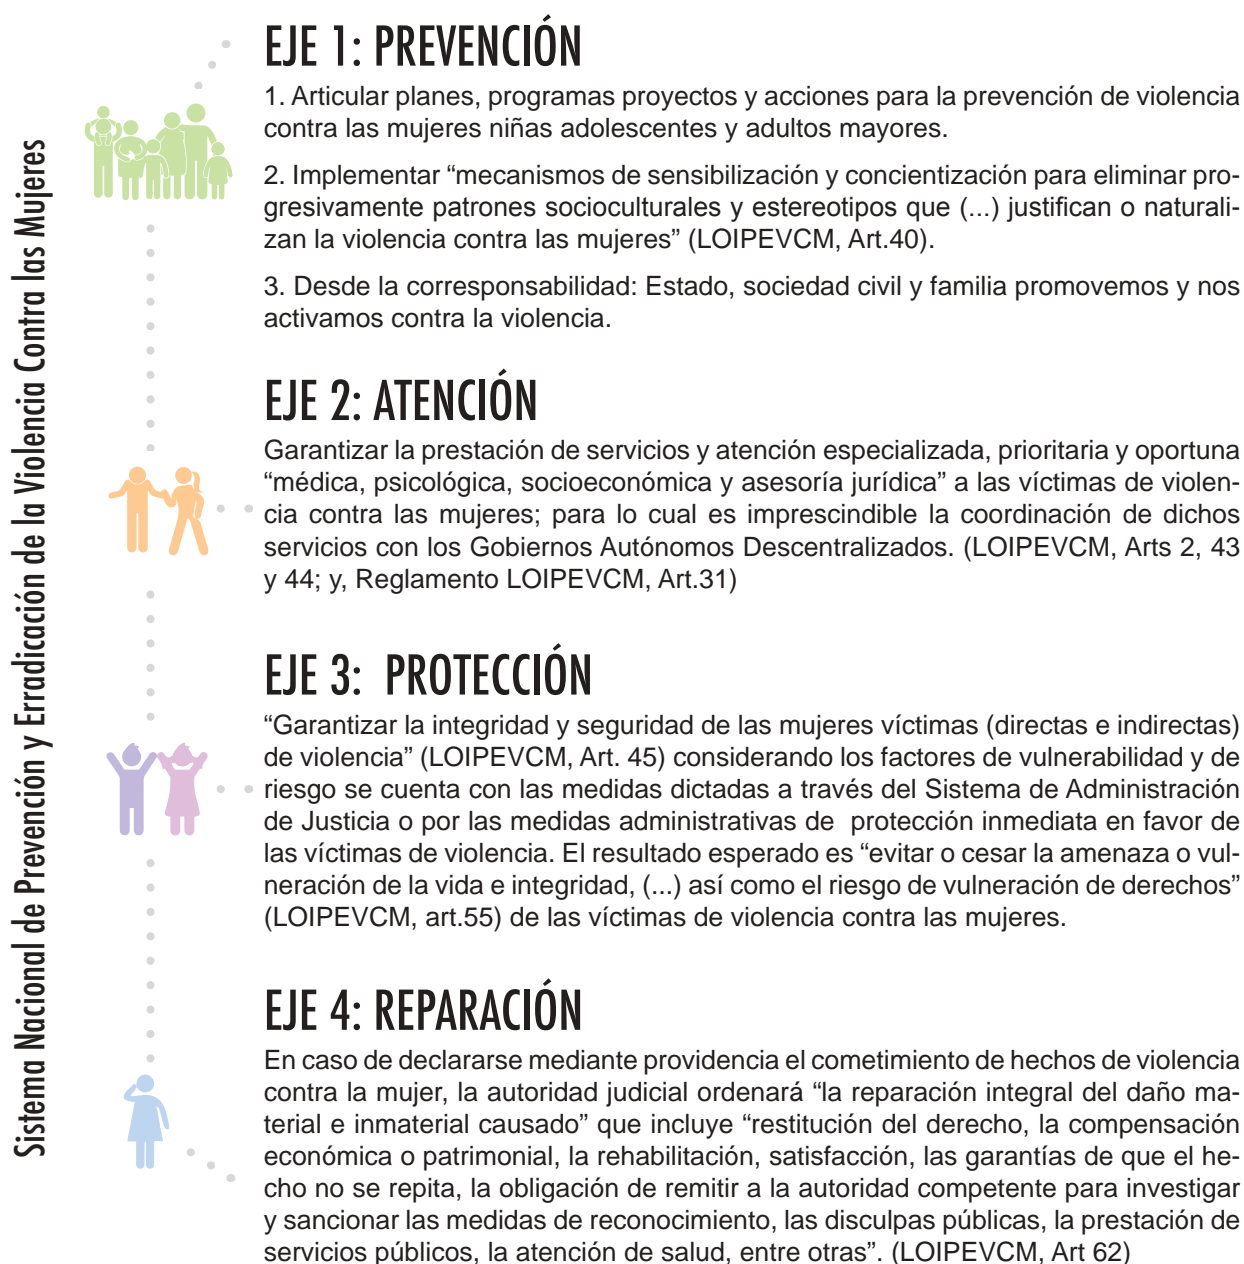 Sistema Nacional de Prevención y Erradicación de la Violencia Contra las Mujeres
EJE 1: PREVENCIÓN
1. Articular planes, programas proyectos y acciones para la prevención de violencia
contra las mujeres niñas adolescentes y adultos mayores.
2. Implementar “mecanismos de sensibilización y concientización para eliminar pro-
gresivamente patrones socioculturales y estereotipos que (...) justifican o naturali-
zan la violencia contra las mujeres” (LOIPEVCM, Art.40).
3. Desde la corresponsabilidad: Estado, sociedad civil y familia promovemos y nos
activamos contra la violencia.
EJE 2: ATENCIÓN
Garantizar la prestación de servicios y atención especializada, prioritaria y oportuna
“médica, psicológica, socioeconómica y asesoría jurídica” a las víctimas de violen-
cia contra las mujeres; para lo cual es imprescindible la coordinación de dichos
servicios con los Gobiernos Autónomos Descentralizados. (LOIPEVCM, Arts 2, 43
y 44; y, Reglamento LOIPEVCM, Art.31)
EJE 3: PROTECCIÓN
“Garantizar la integridad y seguridad de las mujeres víctimas (directas e indirectas)
de violencia” (LOIPEVCM, Art. 45) considerando los factores de vulnerabilidad y de
riesgo se cuenta con las medidas dictadas a través del Sistema de Administración
de Justicia o por las medidas administrativas de protección inmediata en favor de
las víctimas de violencia. El resultado esperado es “evitar o cesar la amenaza o vul-
neración de la vida e integridad, (...) así como el riesgo de vulneración de derechos”
(LOIPEVCM, art.55) de las víctimas de violencia contra las mujeres.
EJE 4: REPARACIÓN
En caso de declararse mediante providencia el cometimiento de hechos de violencia
contra la mujer, la autoridad judicial ordenará “la reparación integral del daño ma-
terial e inmaterial causado” que incluye “restitución del derecho, la compensación
económica o patrimonial, la rehabilitación, satisfacción, las garantías de que el he-
cho no se repita, la obligación de remitir a la autoridad competente para investigar
y sancionar las medidas de reconocimiento, las disculpas públicas, la prestación de
servicios públicos, la atención de salud, entre otras”. (LOIPEVCM, Art 62)